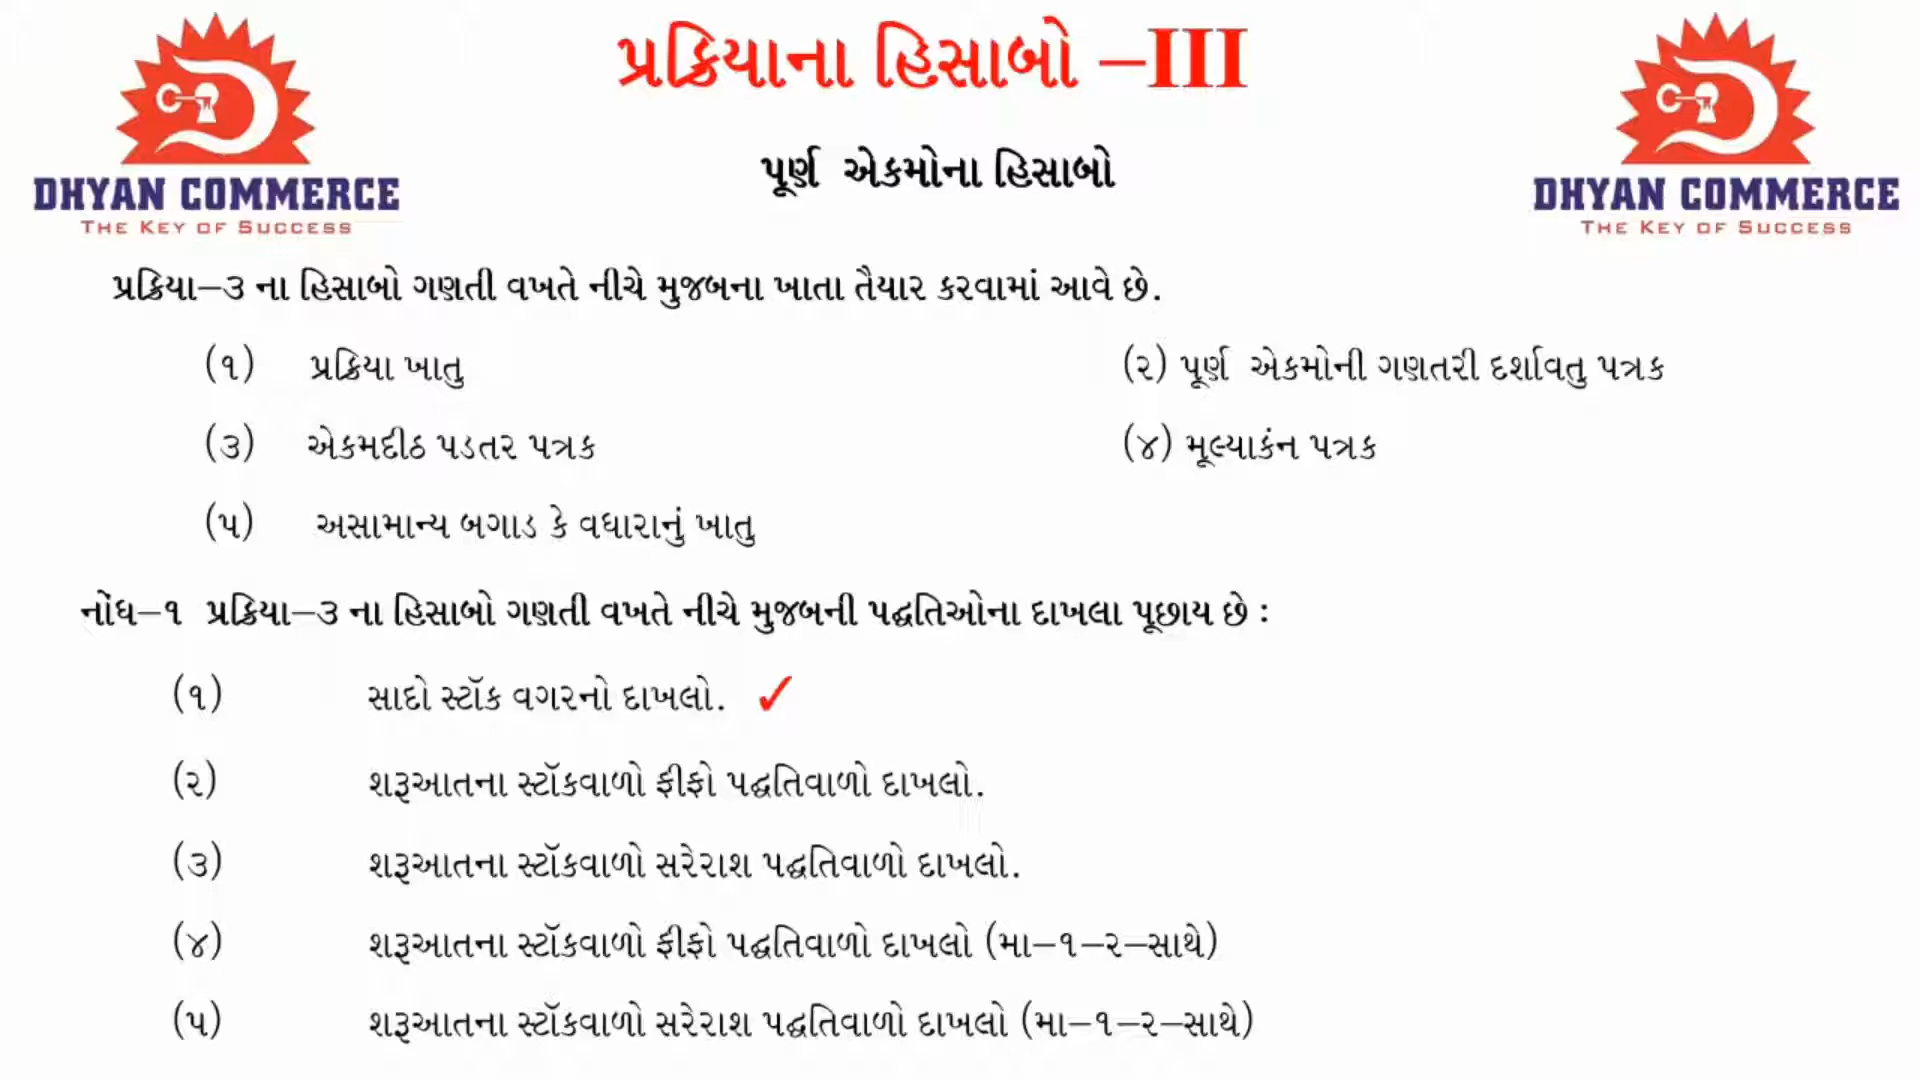 પ્રક્રિયાના હિસાબો –III
DHYAN COMMERCE
THE KEY OF SUCCESS
DHYAN COMMERCE
THE KEY OF SUCCESS
પૂર્ણ એકમોના હિસાબો
પ્રક્રિયા–૩ ના હિસાબો ગણતી વખતે નીચે મુજબના ખાતા તૈયાર કરવામાં આવે છે.
(૧) પ્રક્રિયા ખાતુ (૨) પૂર્ણ એકમોની ગણતરી દર્શાવતુ પત્રક
(૩) એકમદીઠ પડતર પત્રક (૪) મૂલ્યાકંન પત્રક
(૫) અસામાન્ય બગાડ કે વધારાનું ખાતુ
નોંધ–૧ પ્રક્રિયા–૩ ના હિસાબો ગણતી વખતે નીચે મુજબની પદ્ધતિઓના દાખલા પૂછાય છે :
(૧) સાદો સ્ટૉક વગરનો દાખલો. ✓
(૨) શરૂઆતના સ્ટૉકવાળો ફીફો પદ્ધતિવાળો દાખલો.
(૩) શરૂઆતના સ્ટૉકવાળો સરેરાશ પદ્ધતિવાળો દાખલો.
(૪) શરૂઆતના સ્ટૉકવાળો ફીફો પદ્ધતિવાળો દાખલો (મા–૧–૨–સાથે)
(૫) શરૂઆતના સ્ટૉકવાળો સરેરાશ પદ્ધતિવાળો દાખલો (મા–૧–૨–સાથે)